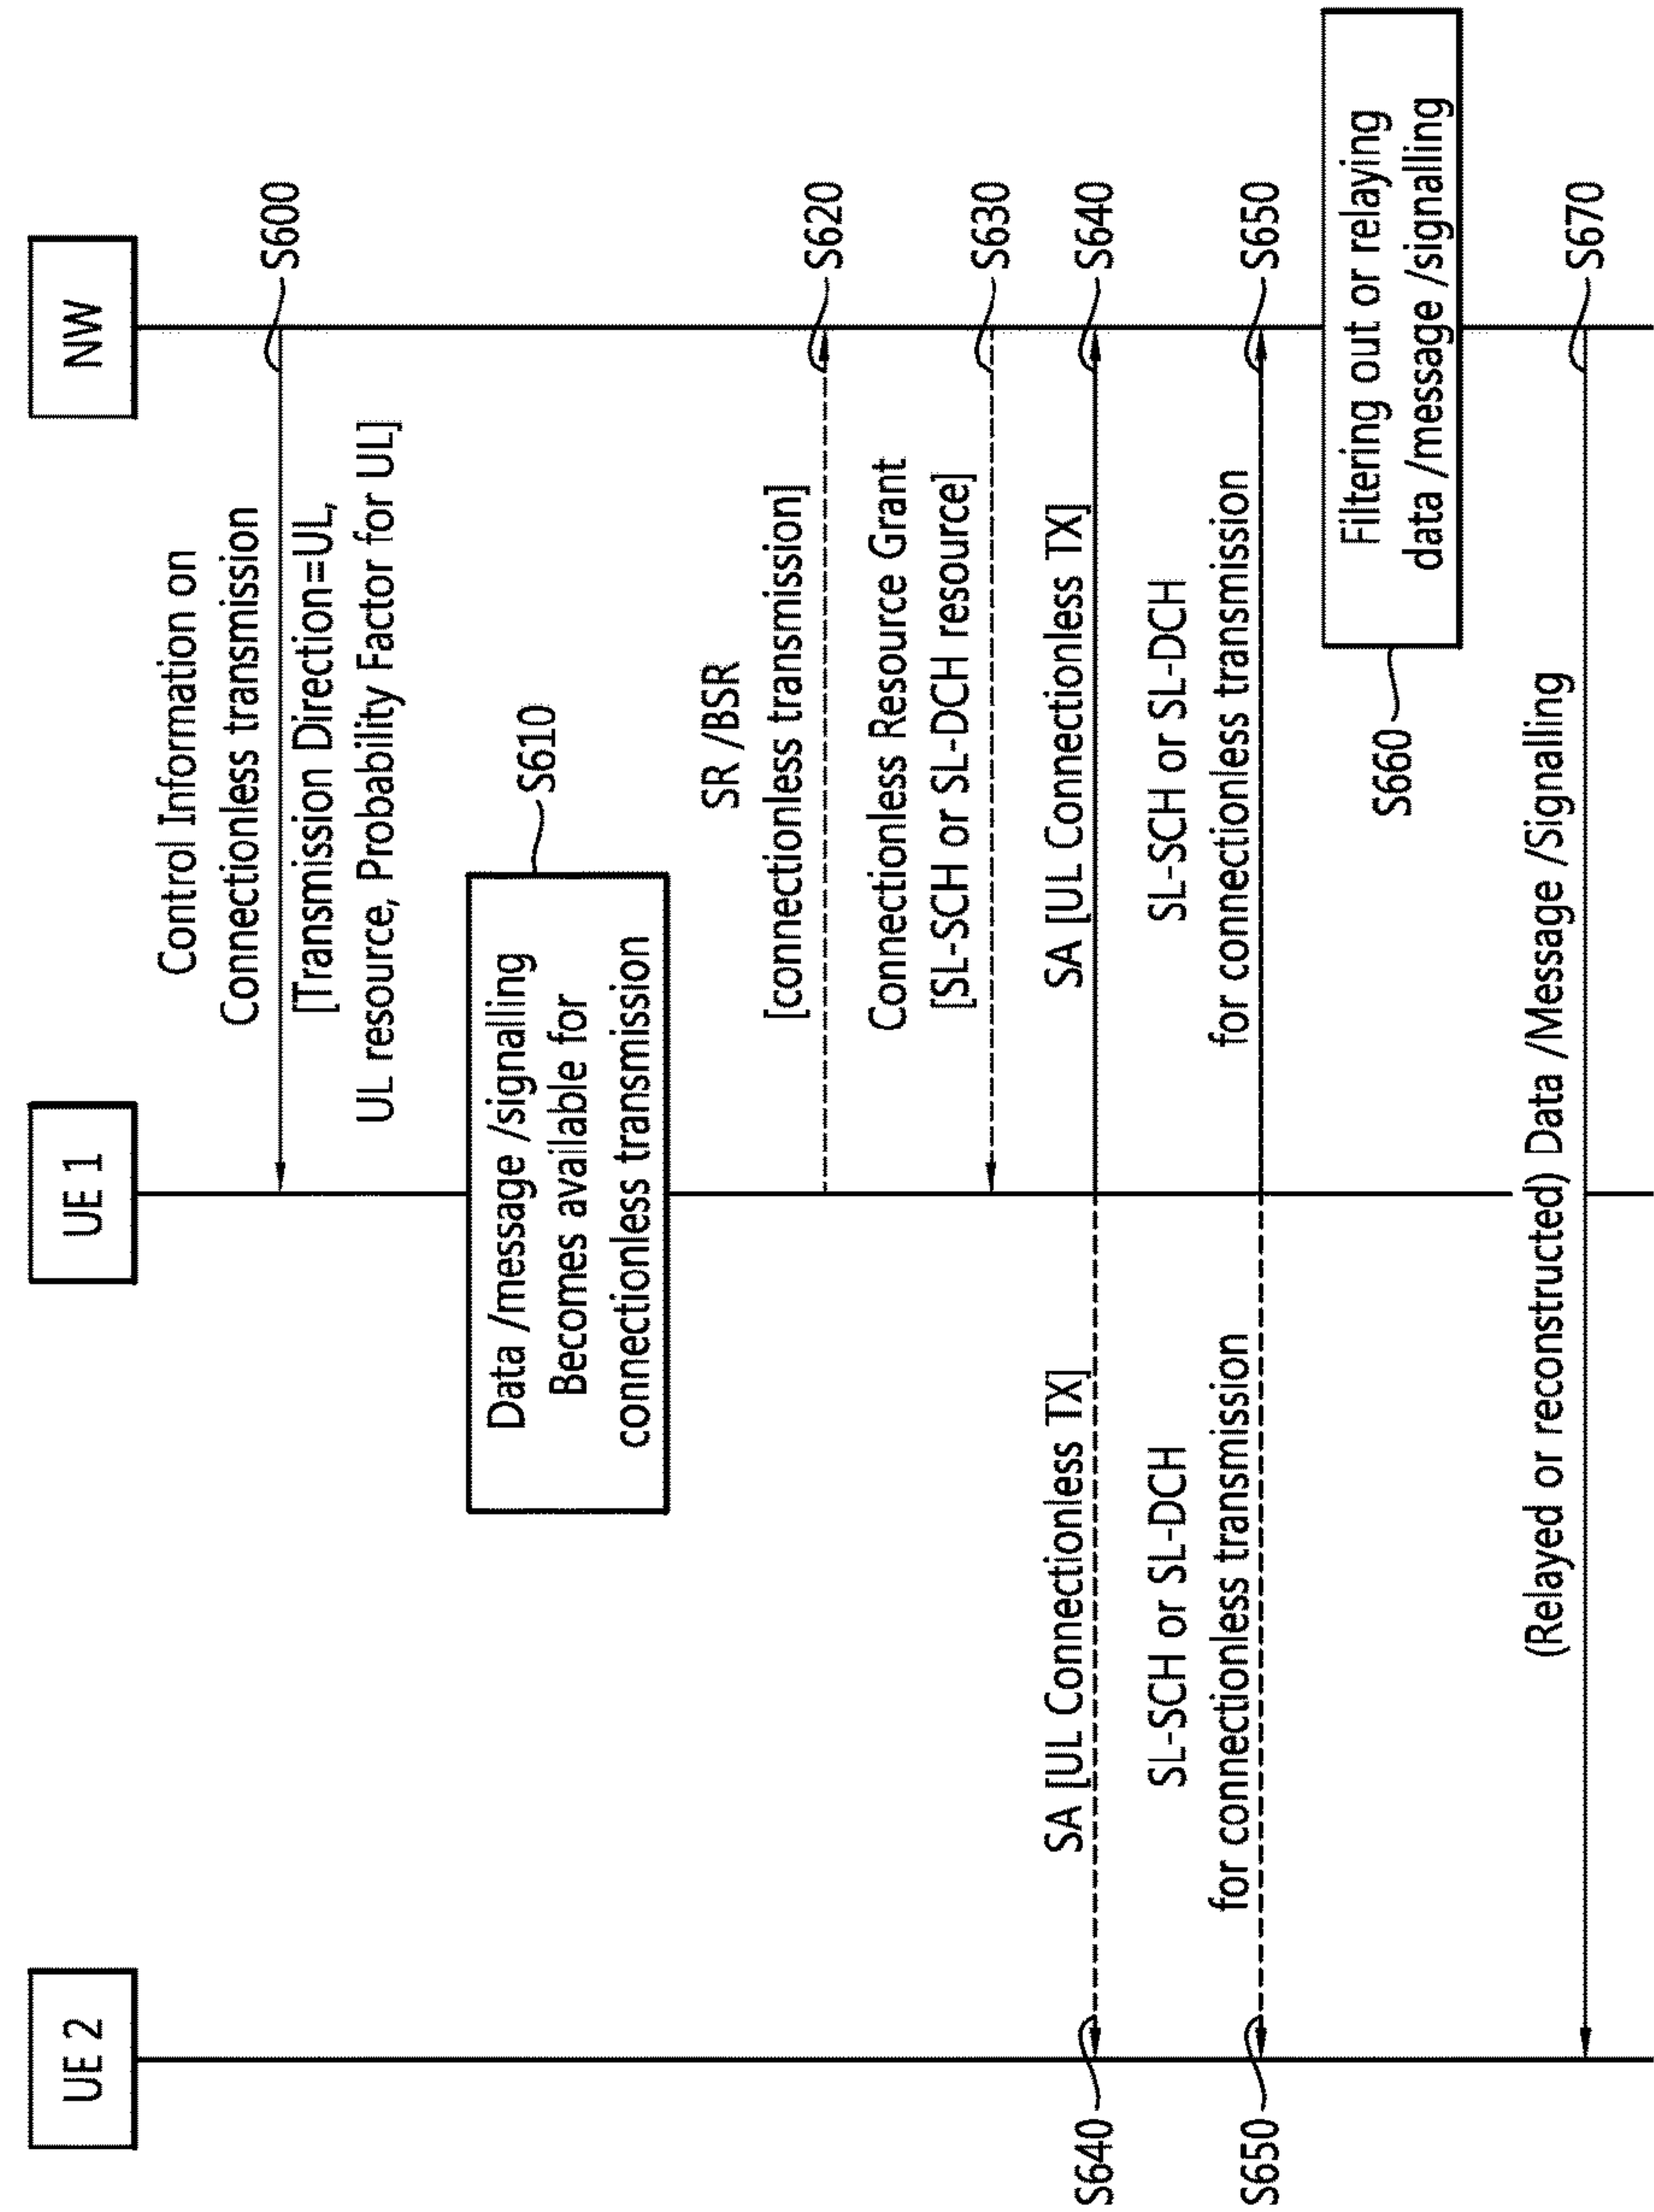 UE 2
UE 1
NW
Control Information on
Connectionless transmission
[Transmission Direction=UL,
UL resource, Probability Factor for UL]
S600
Data /message /signalling
Becomes available for
connectionless transmission
S610
SR /BSR
[connectionless transmission]
S620
Connectionless Resource Grant
[SL-SCH or SL-DCH resource]
S630
S640
SA [UL Connectionless TX]
SA [UL Connectionless TX]
S640
S650
SL-SCH or SL-DCH
for connectionless transmission
SL-SCH or SL-DCH
for connectionless transmission
S650
S660
Filtering out or relaying
data /message /signalling
(Relayed or reconstructed) Data /Message /Signalling
S670